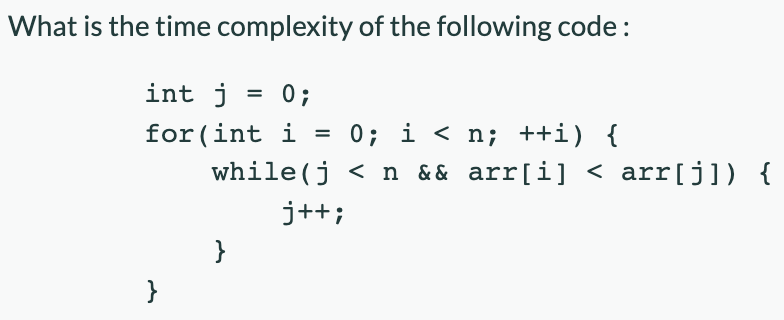 What is the time complexity of the following code :
int j = 0;
for(int i = 0; i < n; ++i) {
while(j < n && arr[i] < arr[j]) {
j++;
}
}